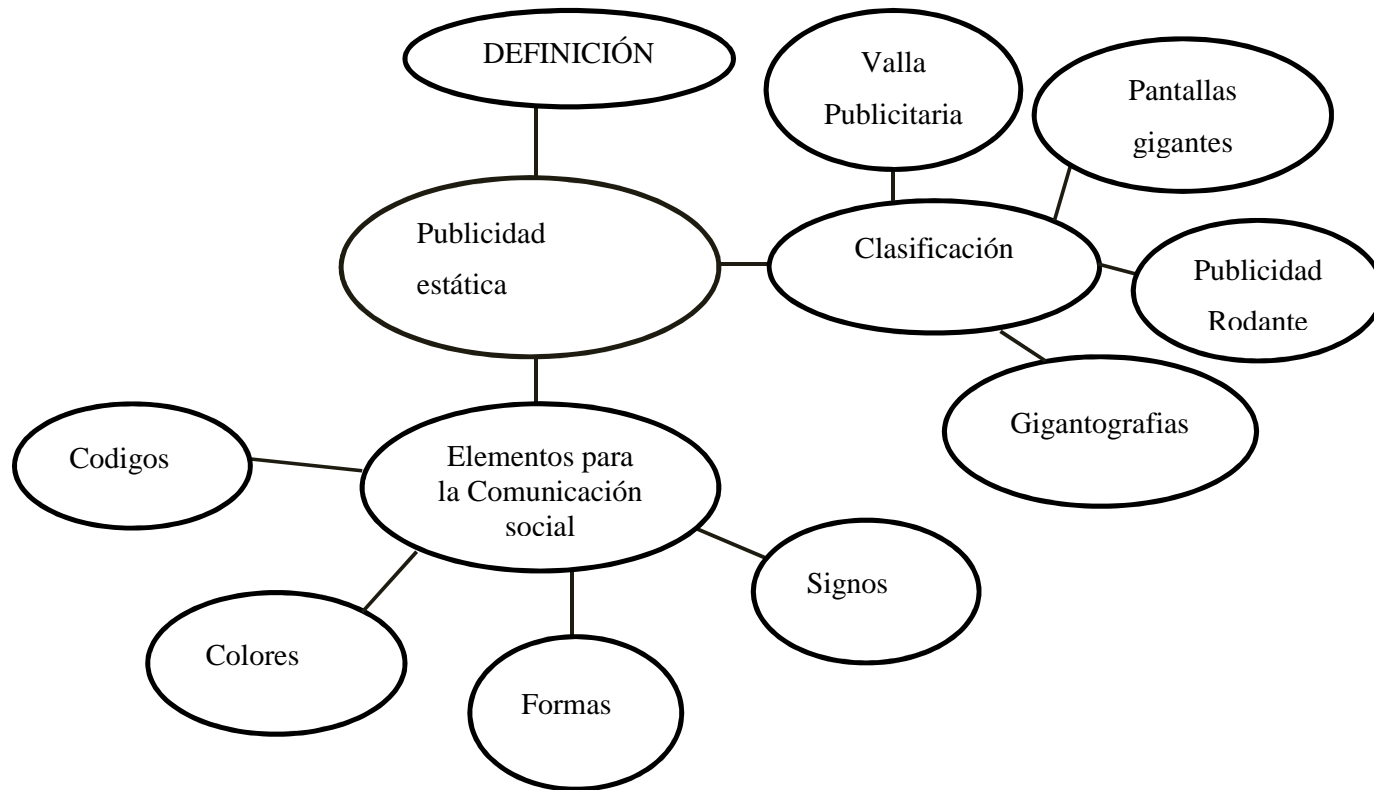 DEFINICIÓN
Valla
Publicitaria
Pantallas
gigantes
Publicidad
estática
Clasificación
Publicidad
Rodante
Gigantografias
Codigos
Elementos para
la Comunicación
social
Signos
Colores
Formas